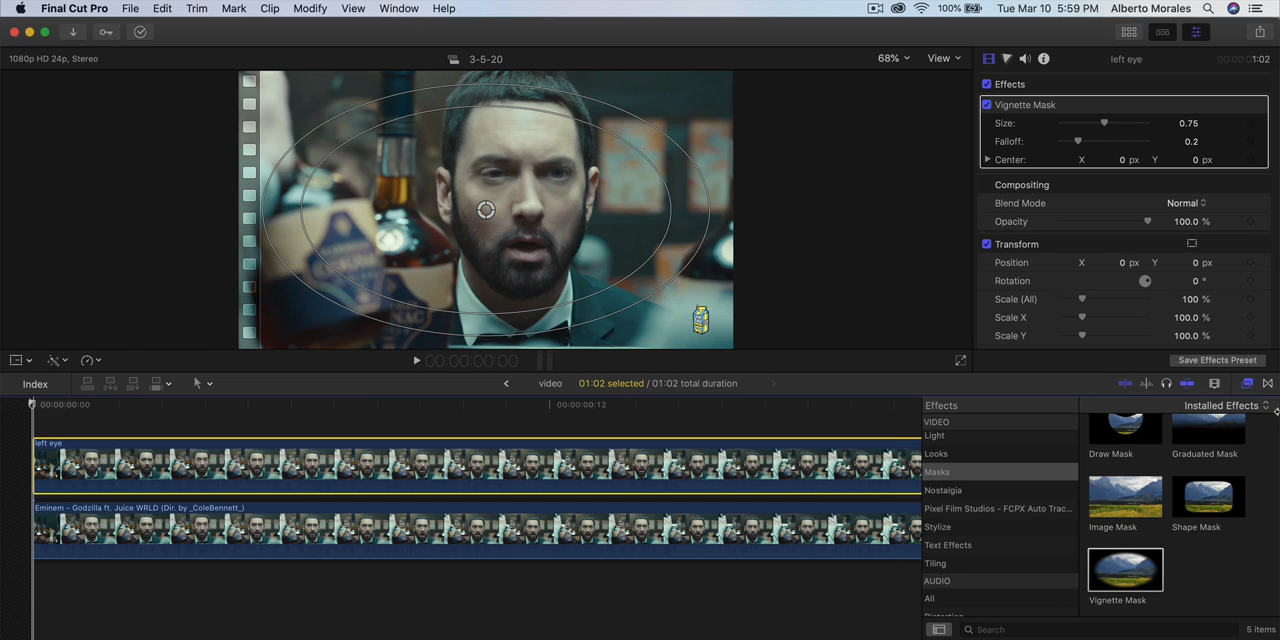 Final Cut Pro File Edit Trim Mark Clip Modify View Window Help 100% Tue Mar 10 5:59 PM Alberto Morales
1080p HD 24p, Stereo 3-5-20 68% View left eye 1:02
Effects
Vignette Mask
Size: 0.75
Falloff: 0.2
Center: X 0 px Y 0 px
Compositing
Blend Mode Normal
Opacity 100.0 %
Transform
Position X 0 px Y 0 px
Rotation 0 °
Scale (All) 100 %
Scale X 100.0 %
Scale Y 100.0 %
00:00:00:00 Save Effects Preset
Index video 01:02 selected / 01:02 total duration
00:00:00:00 00:00:00:12
left eye
Eminem - Godzilla ft. Juice WRLD (Dir. by _ColeBennett_)
Effects Installed Effects
VIDEO
Light
Looks
Masks
Nostalgia
Pixel Film Studios - FCPX Auto Trac...
Stylize
Text Effects
Tiling
AUDIO
All
Draw Mask Graduated Mask
Image Mask Shape Mask
Vignette Mask
Search 5 items